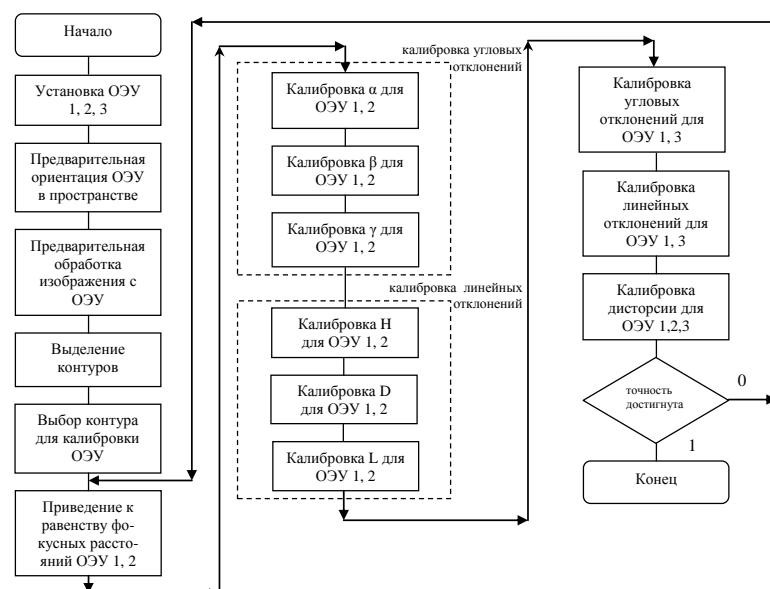 Начало
Установка ОЭУ
1, 2, 3
Предварительная
ориентация ОЭУ
в пространстве
Предварительная
обработка
изображения с
ОЭУ
Выделение
контуров
Выбор контура
для калибровки
ОЭУ
Приведение к
равенству фо-
кусных рассто-
яний ОЭУ 1, 2
калибровка угловых
отклонений
Калибровка α для
ОЭУ 1, 2
Калибровка β для
ОЭУ 1, 2
Калибровка γ для
ОЭУ 1, 2
калибровка линейных
отклонений
Калибровка H
для ОЭУ 1, 2
Калибровка D
для ОЭУ 1, 2
Калибровка L для
ОЭУ 1, 2
Калибровка
угловых
отклонений для
ОЭУ 1, 3
Калибровка
линейных
отклонений для
ОЭУ 1, 3
Калибровка
дисторсии для
ОЭУ 1,2,3
точность
достигнута
0
1
Конец